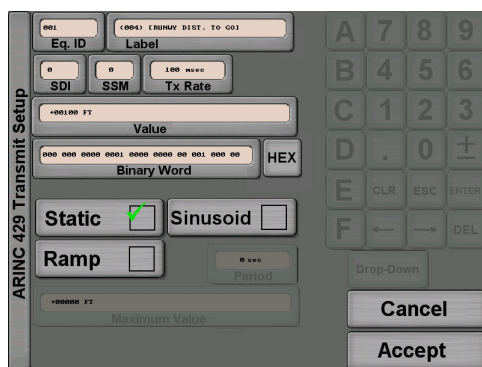 ARINC 429 Transmit Setup
001
Eq. ID
(004) [RUNWY DIST. TO GO]
Label
0
SDI
0
SSM
100 msec
Tx Rate
+00100 FT
Value
000 000 0000 0001 0000 0000 00 001 000 00
Binary Word
HEX
Static
Sinusoid
Ramp
0 sec
Period
+00000 FT
Maximum Value
A 7 8 9
B 4 5 6
C 1 2 3
D . 0 ±
E CLR ESC ENTER
F ← → DEL
Drop-Down
Cancel
Accept